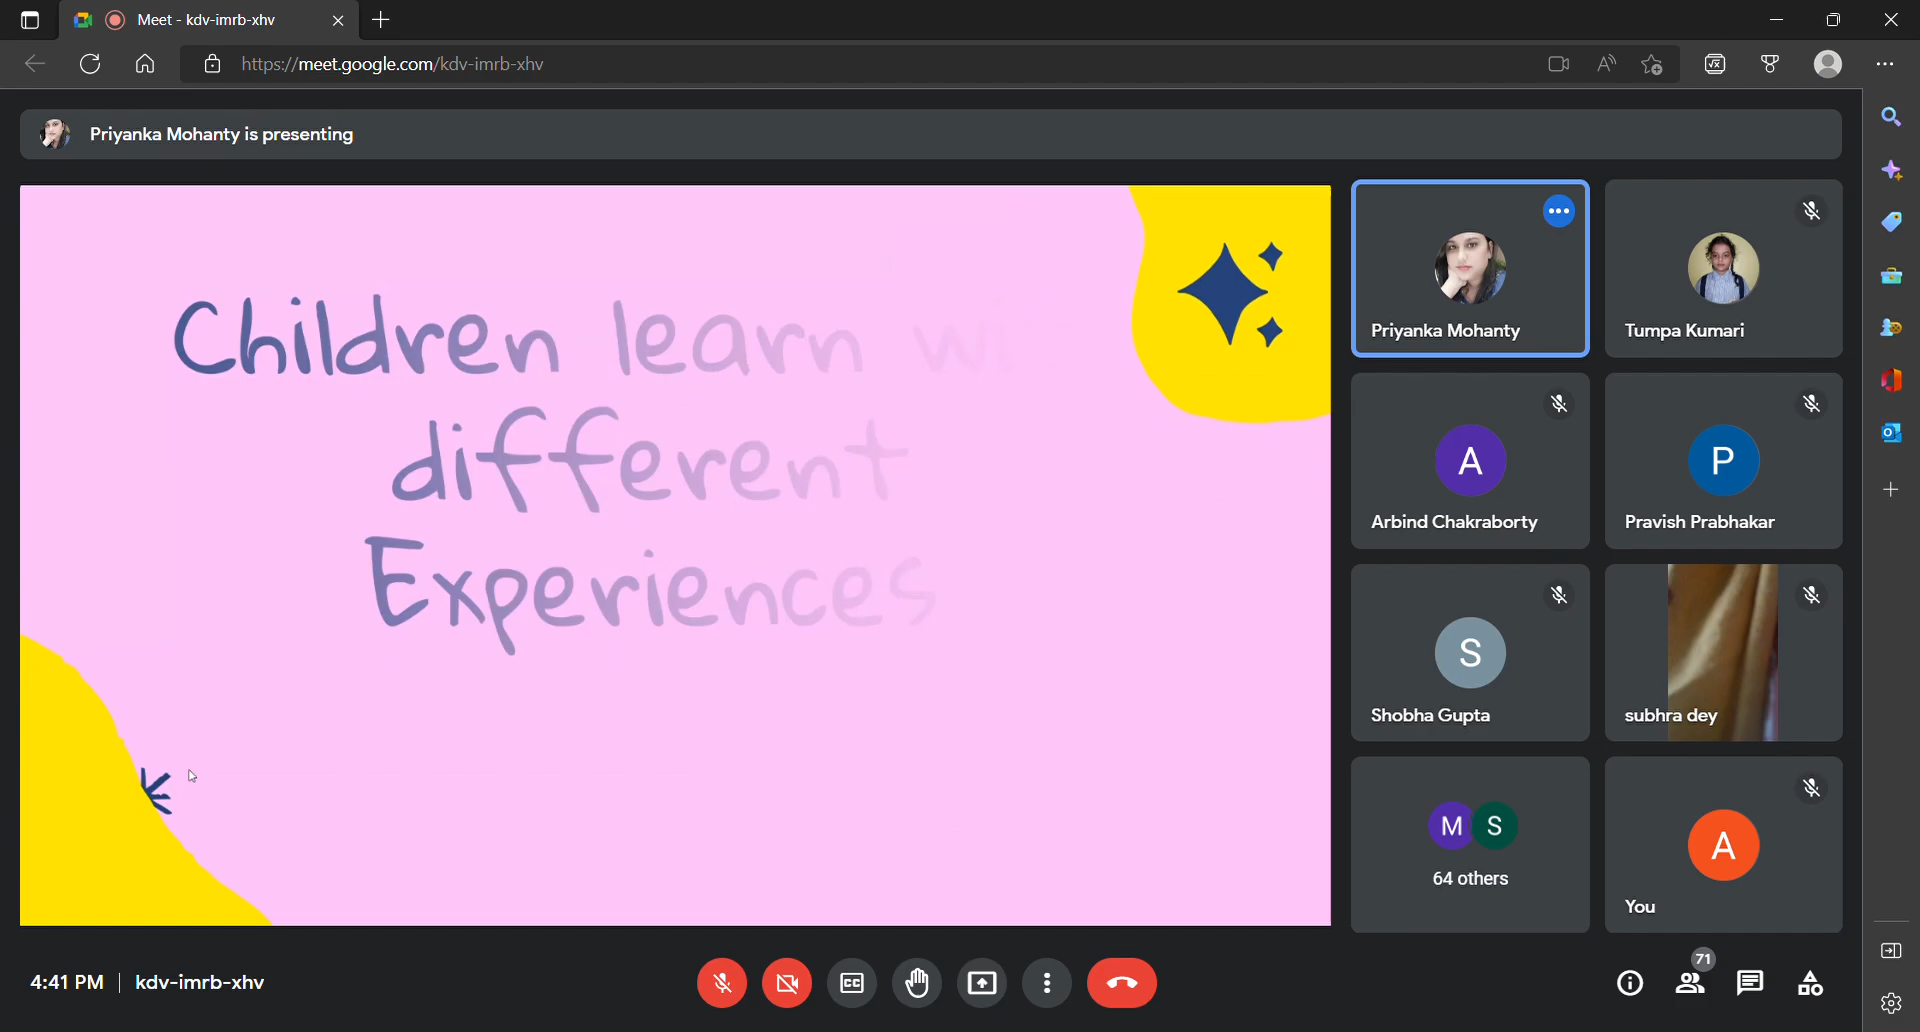 Meet - kdv-imrb-xhv
https://meet.google.com/kdv-imrb-xhv
Priyanka Mohanty is presenting
Children learn wi
different
Experiences
Priyanka Mohanty
Tumpa Kumari
A
Arbind Chakraborty
P
Pravish Prabhakar
S
Shobha Gupta
subhra dey
M S
64 others
A
You
4:41 PM | kdv-imrb-xhv
CC
71